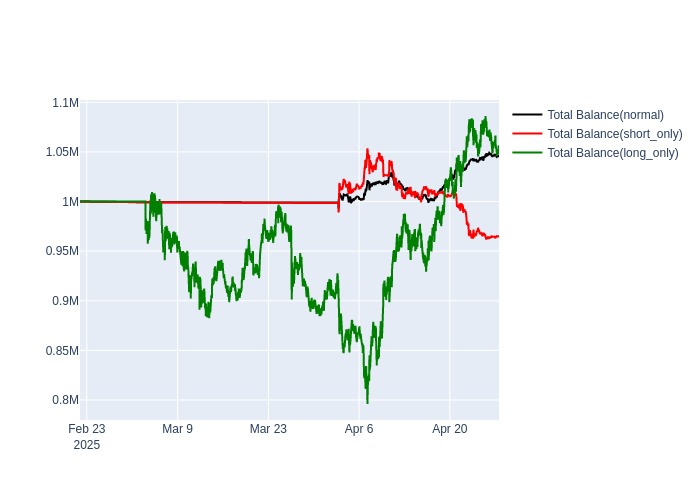 1.1M
1.05M
1M
0.95M
0.9M
0.85M
0.8M
Feb 23
2025
Mar 9
Mar 23
Apr 6
Apr 20
Total Balance(normal)
Total Balance(short_only)
Total Balance(long_only)